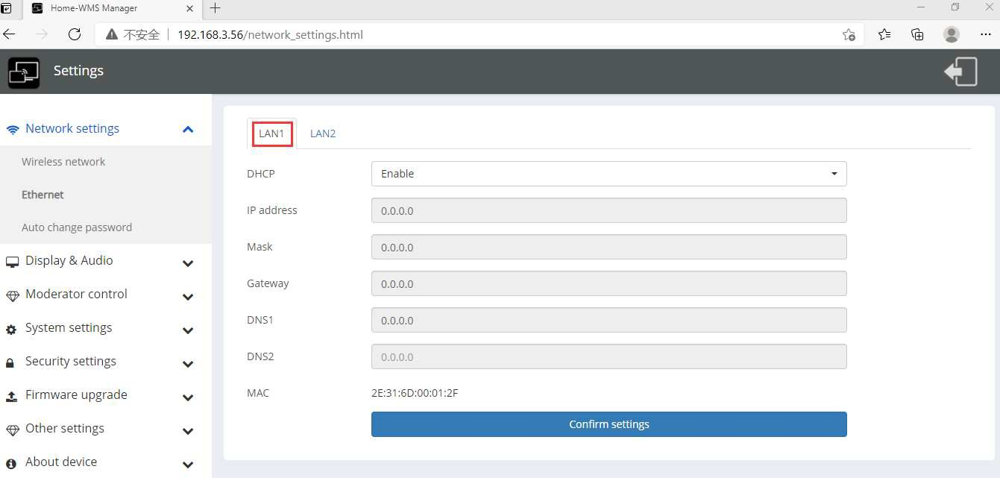 Home-WMS Manager
不安全 192.168.3.56/network_settings.html
Settings
Network settings
Wireless network
Ethernet
Auto change password
Display & Audio
Moderator control
System settings
Security settings
Firmware upgrade
Other settings
About device
LAN1 LAN2
DHCP Enable
IP address 0.0.0.0
Mask 0.0.0.0
Gateway 0.0.0.0
DNS1 0.0.0.0
DNS2 0.0.0.0
MAC 2E:31:6D:00:01:2F
Confirm settings